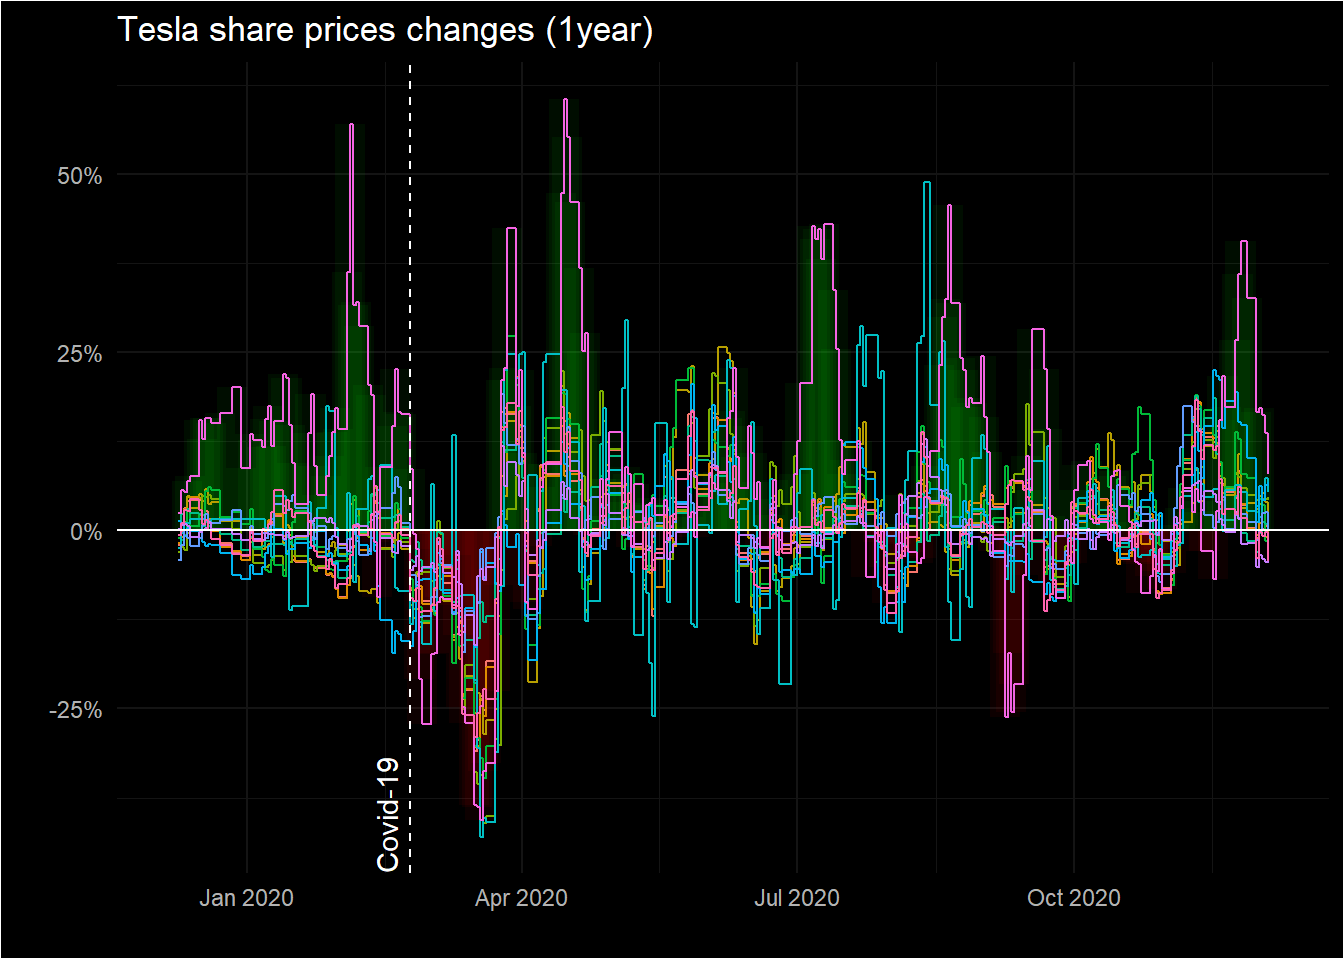 Tesla share prices changes (1year)
50%
25%
0%
-25%
Covid-19
Jan 2020
Apr 2020
Jul 2020
Oct 2020